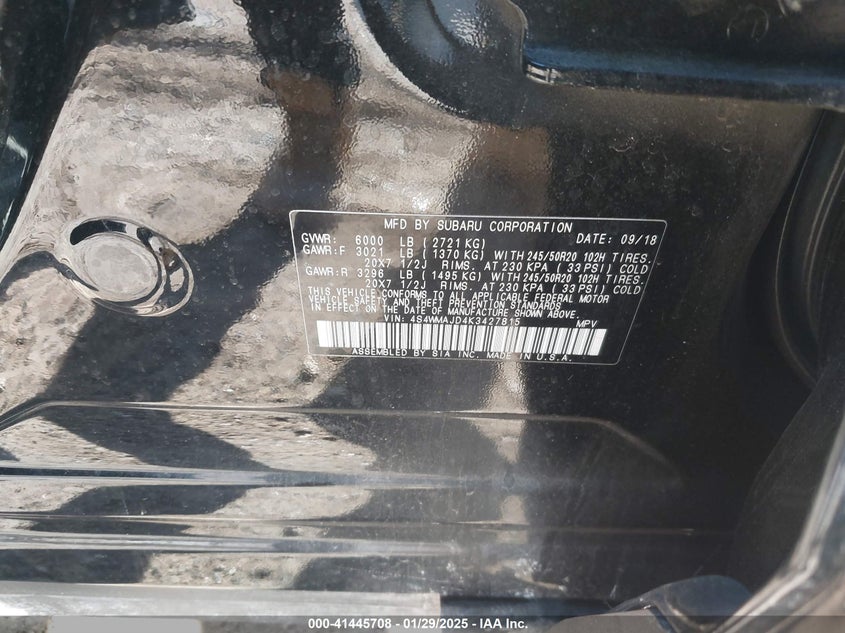 MFD BY SUBARU CORPORATION
GVWR: 6000 LB ( 2721 KG) DATE: 09/18
GAWR:F 3021 LB ( 1370 KG) WITH 245/50R20 102H TIRES,
20X7 1/2J RIMS, AT 230 KPA ( 33 PSI) COLD
GAWR:R 3296 LB ( 1495 KG) WITH 245/50R20 102H TIRES,
20X7 1/2J RIMS, AT 230 KPA ( 33 PSI) COLD
THIS VEHICLE CONFORMS TO ALL APPLICABLE FEDERAL MOTOR
VEHICLE SAFETY, AND THEFT PREVENTION STANDARDS
IN EFFECT ON THE DATE OF MANUFACTURE SHOWN ABOVE.
VIN: 4S4WMAJD4K3427815 MPV
ASSEMBLED BY SIA INC. MADE IN U.S.A.
000-41445708 - 01/29/2025 - IAA Inc.